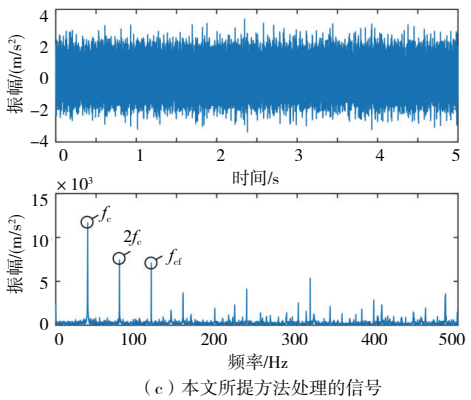 4
2
0
−2
−4
振幅/(m/s²)
0 1 2 3 4 5
时间/s
× 10³
15
10
5
0
振幅/(m/s²)
f_c
2f_c
f_cf
0 100 200 300 400 500
频率/Hz
（c）本文所提方法处理的信号